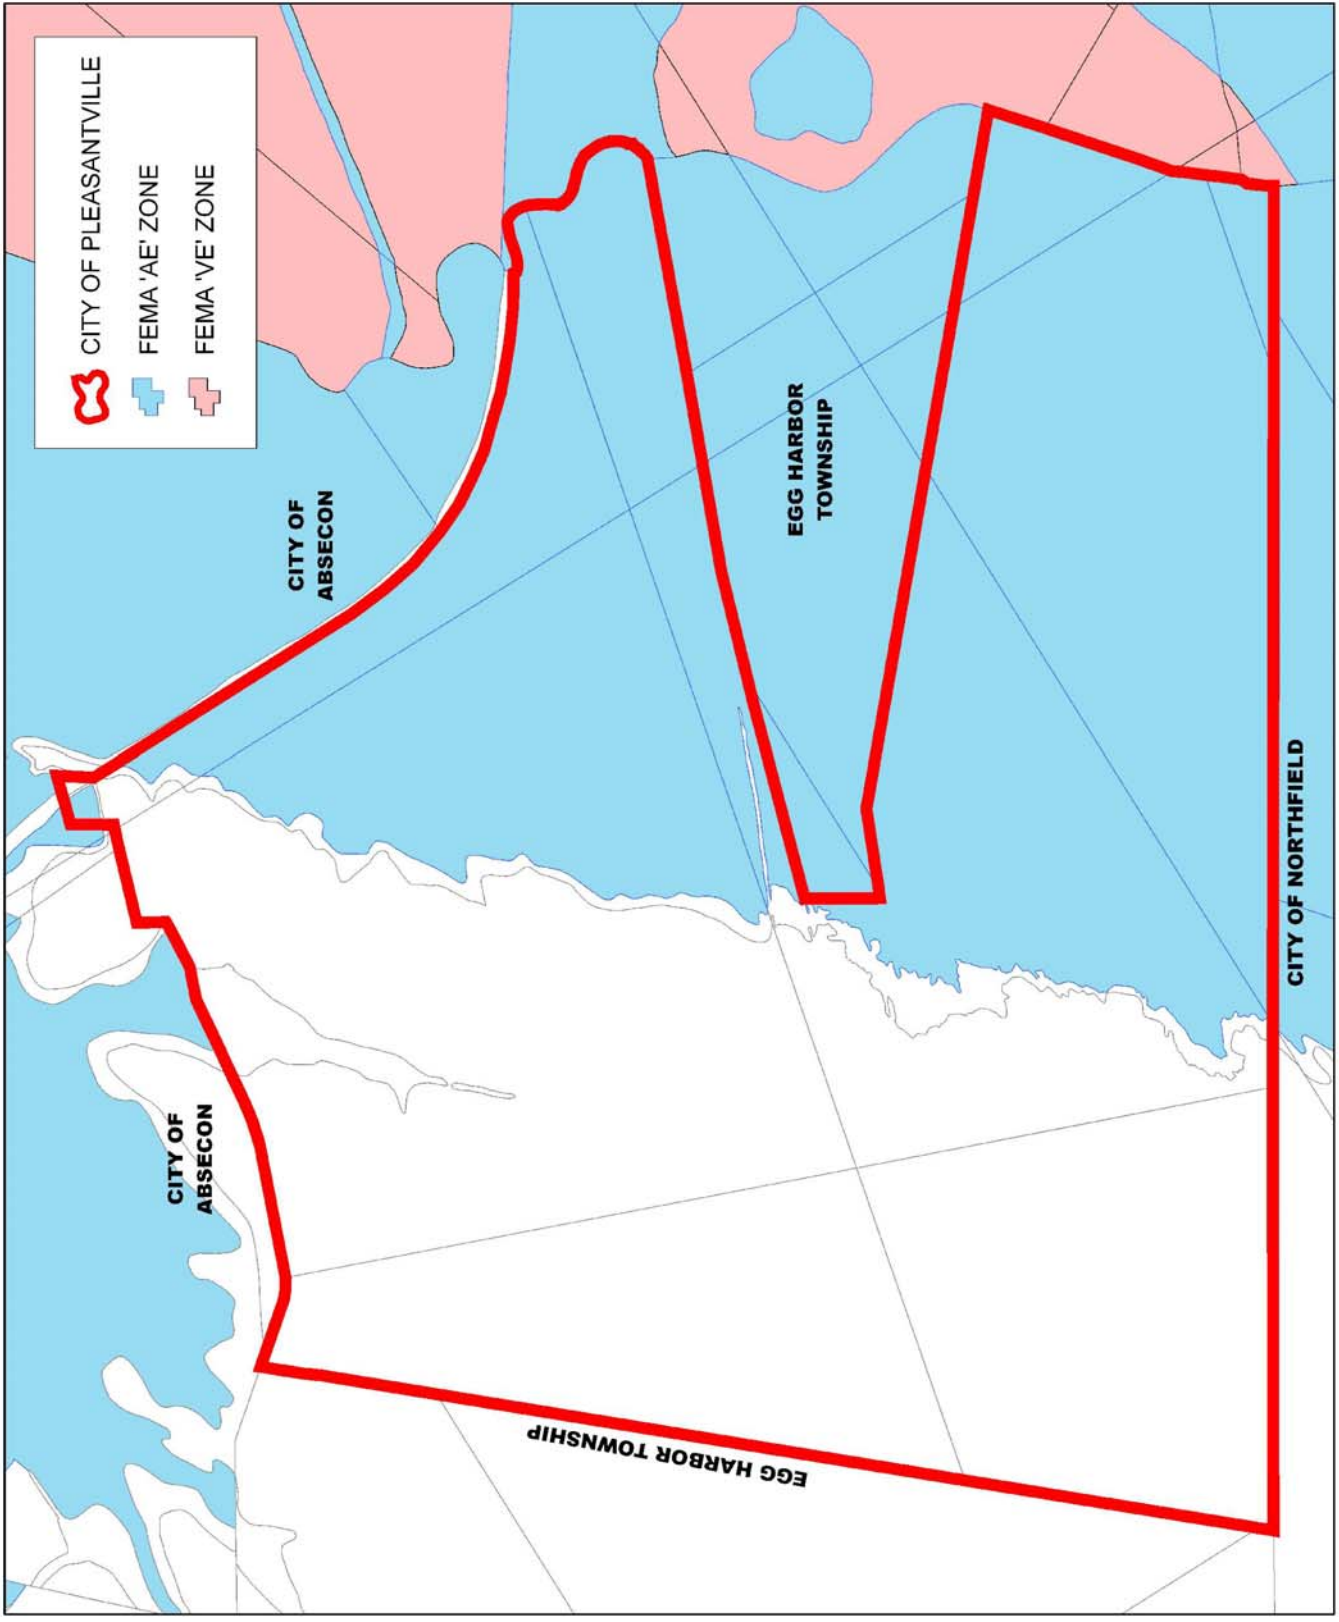 CITY OF PLEASANTVILLE
FEMA 'AE' ZONE
FEMA 'VE' ZONE
CITY OF
ABSECON
CITY OF
ABSECON
EGG HARBOR
TOWNSHIP
EGG HARBOR TOWNSHIP
CITY OF NORTHFIELD